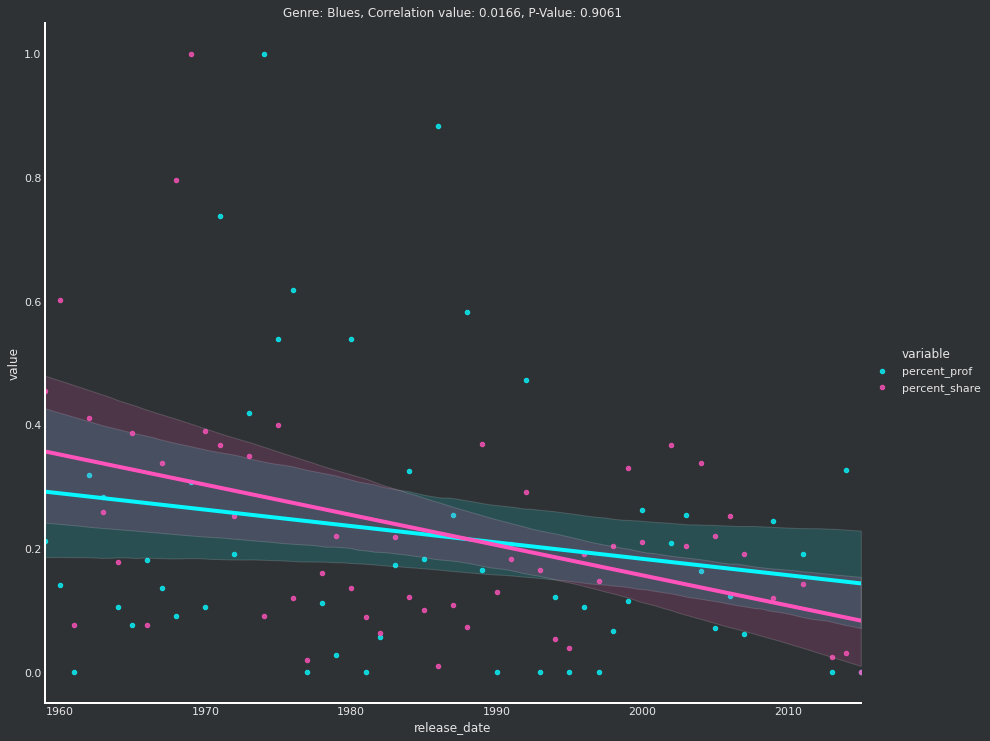 Genre: Blues, Correlation value: 0.0166, P-Value: 0.9061
1.0
0.8
0.6
0.4
0.2
0.0
value
1960 1970 1980 1990 2000 2010
release_date
variable
percent_prof
percent_share